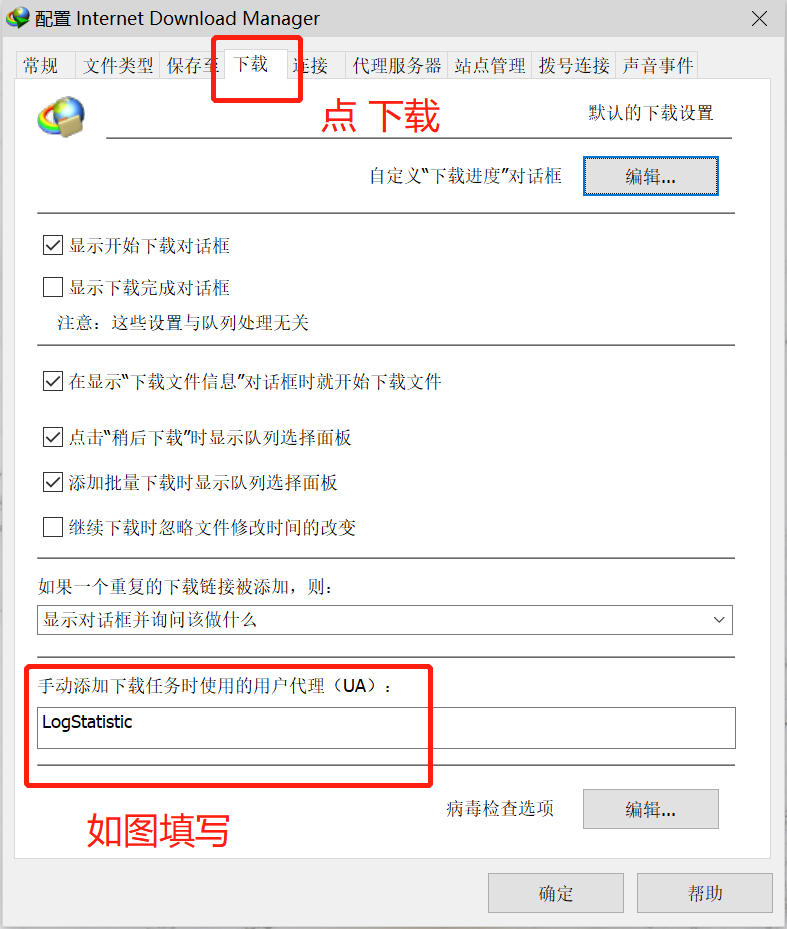 配置 Internet Download Manager
常规 文件类型 保存至 下载 连接 代理服务器 站点管理 拨号连接 声音事件
点 下载
默认的下载设置
自定义“下载进度”对话框 编辑...
显示开始下载对话框
显示下载完成对话框
注意：这些设置与队列处理无关
在显示“下载文件信息”对话框时就开始下载文件
点击“稍后下载”时显示队列选择面板
添加批量下载时显示队列选择面板
继续下载时忽略文件修改时间的改变
如果一个重复的下载链接被添加，则：
显示对话框并询问该做什么
手动添加下载任务时使用的用户代理（UA）：
LogStatistic
如图填写
病毒检查选项 编辑...
确定 帮助